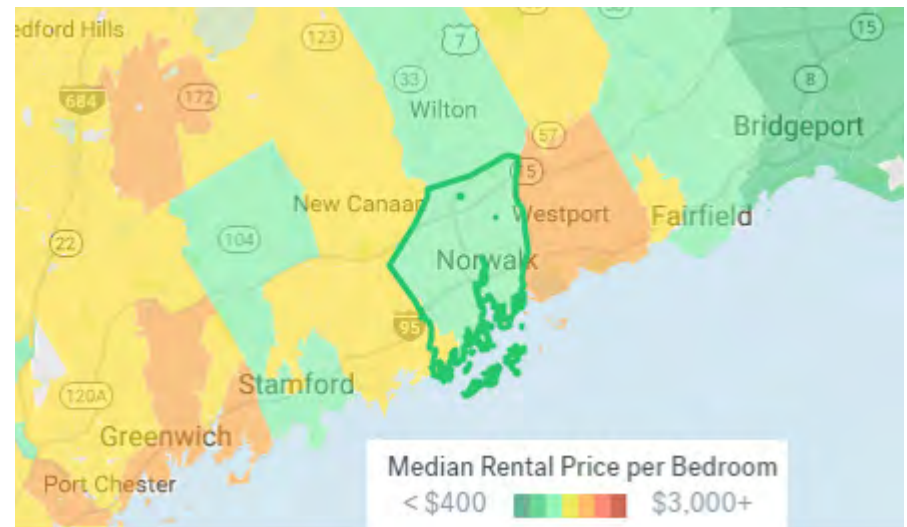 edford Hills
123
7
15
33
8
684
172
Wilton
57
Bridgeport
15
New Canaan
Westport
Fairfield
22
104
Norwalk
95
Stamford
120A
Greenwich
Port Chester
Median Rental Price per Bedroom
< $400 $3,000+